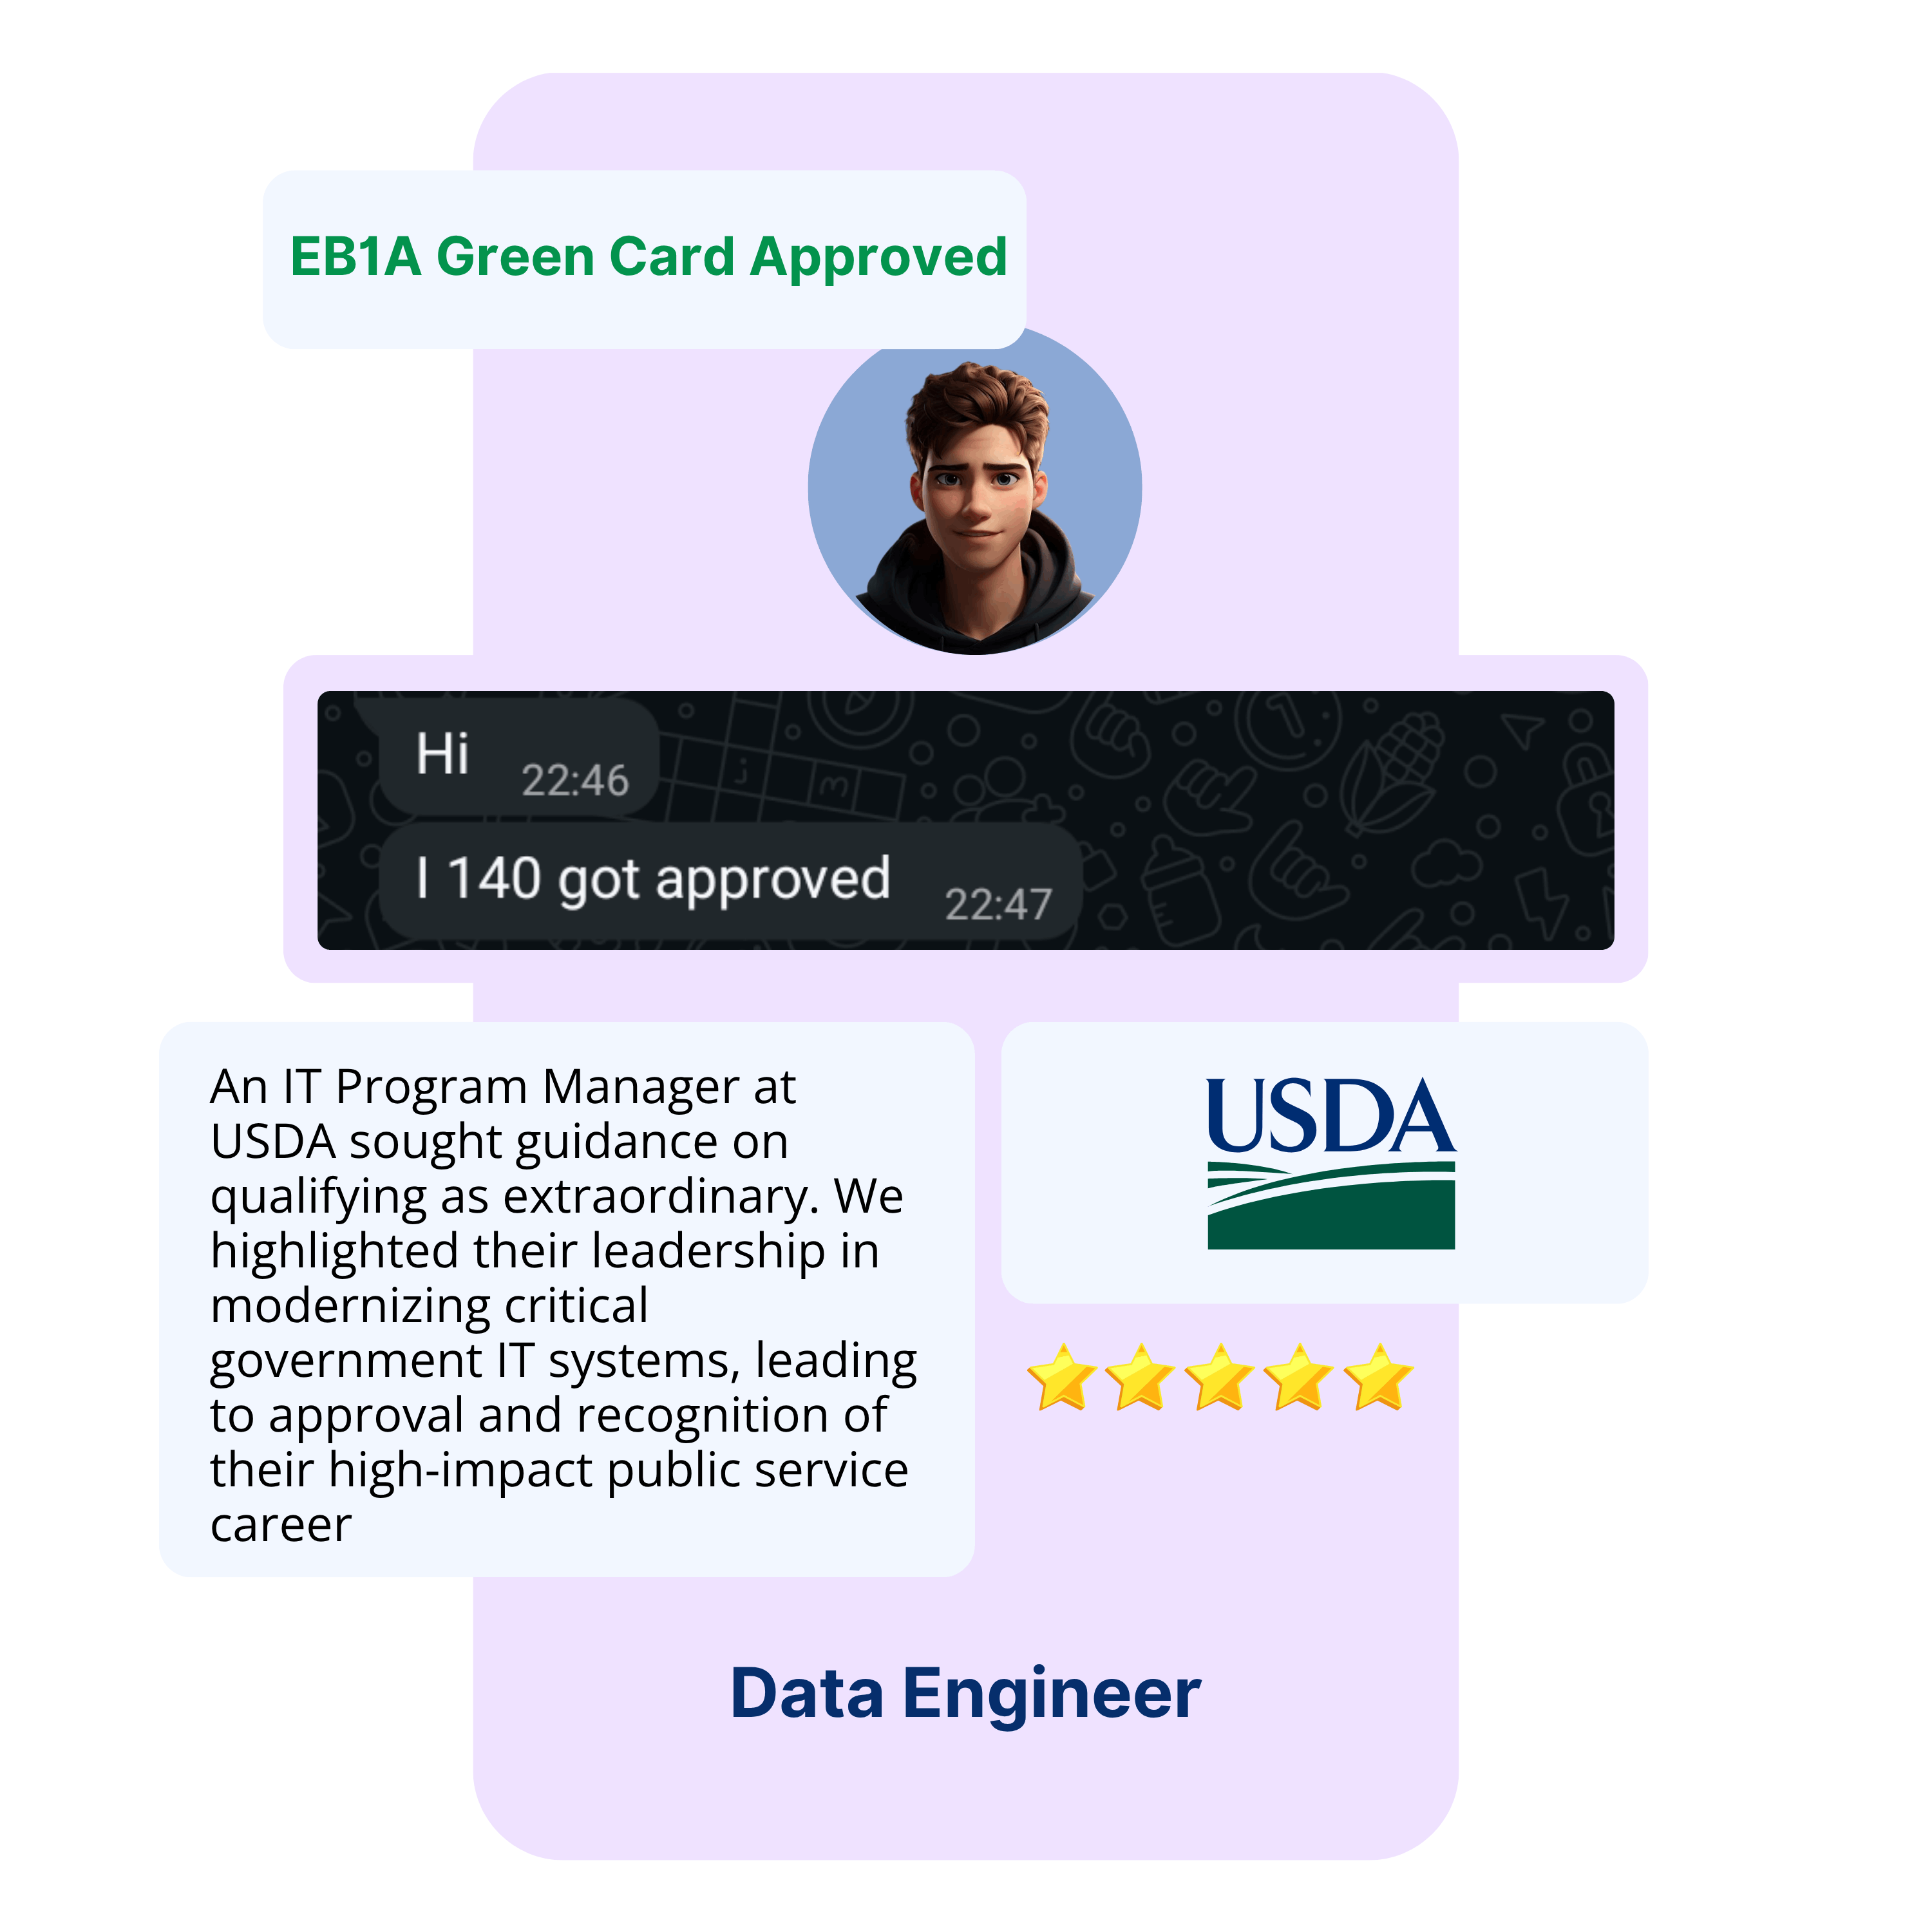 EB1A Green Card Approved
Hi 22:46
I 140 got approved 22:47
An IT Program Manager at
USDA sought guidance on
qualifying as extraordinary. We
highlighted their leadership in
modernizing critical
government IT systems, leading
to approval and recognition of
their high-impact public service
career
USDA
Data Engineer